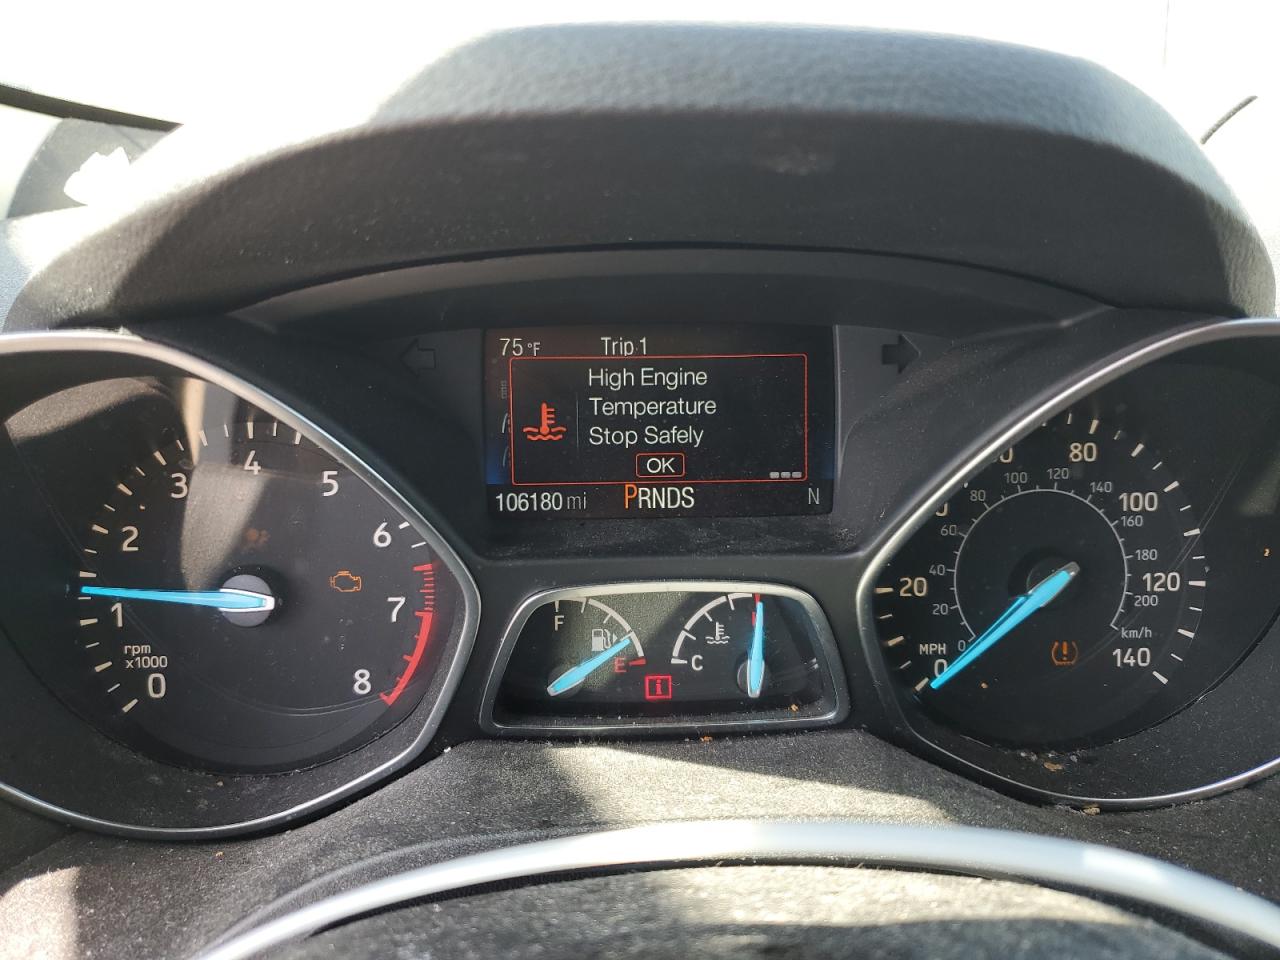 75 °F Trip 1
High Engine
Temperature
Stop Safely
OK
106180 mi PRNDS N
0 1 2 3 4 5 6 7 8
rpm
x1000
F E
C
i
0 20 80 100 120 140
MPH
0 20 40 60 80 100 120 140 160 180 200
km/h